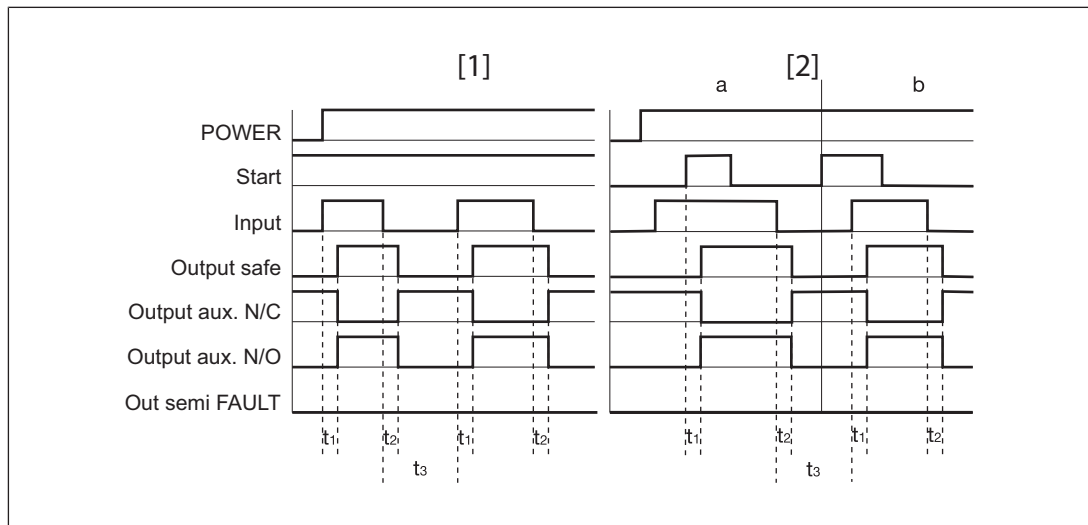 [1]
[2]
a
b
POWER
Start
Input
Output safe
Output aux. N/C
Output aux. N/O
Out semi FAULT
t1 t2 t1 t2 t1 t2 t1 t2
t3 t3